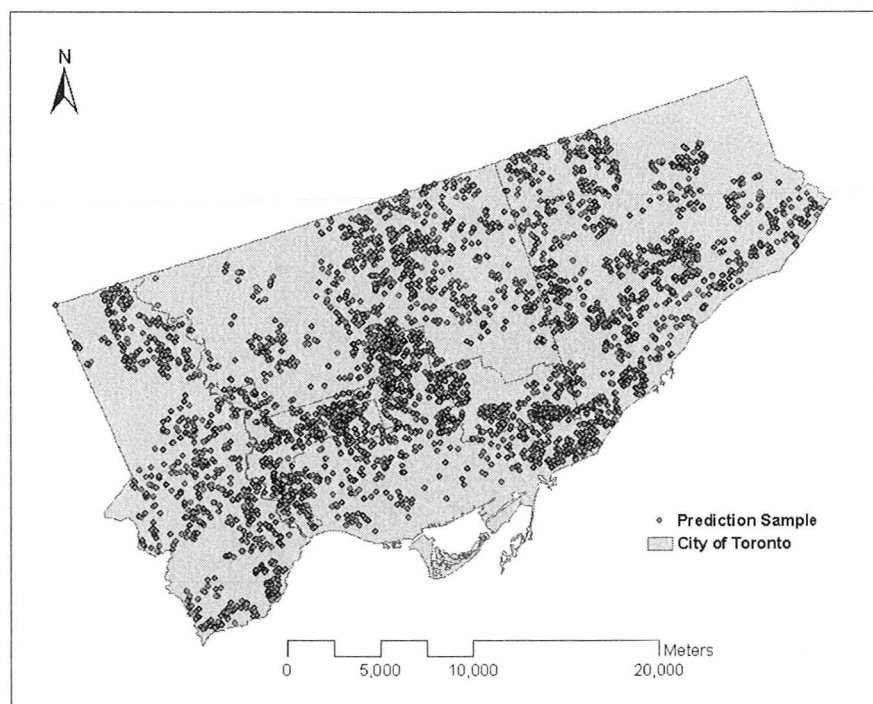 N
Prediction Sample
City of Toronto
Meters
0 5,000 10,000 20,000